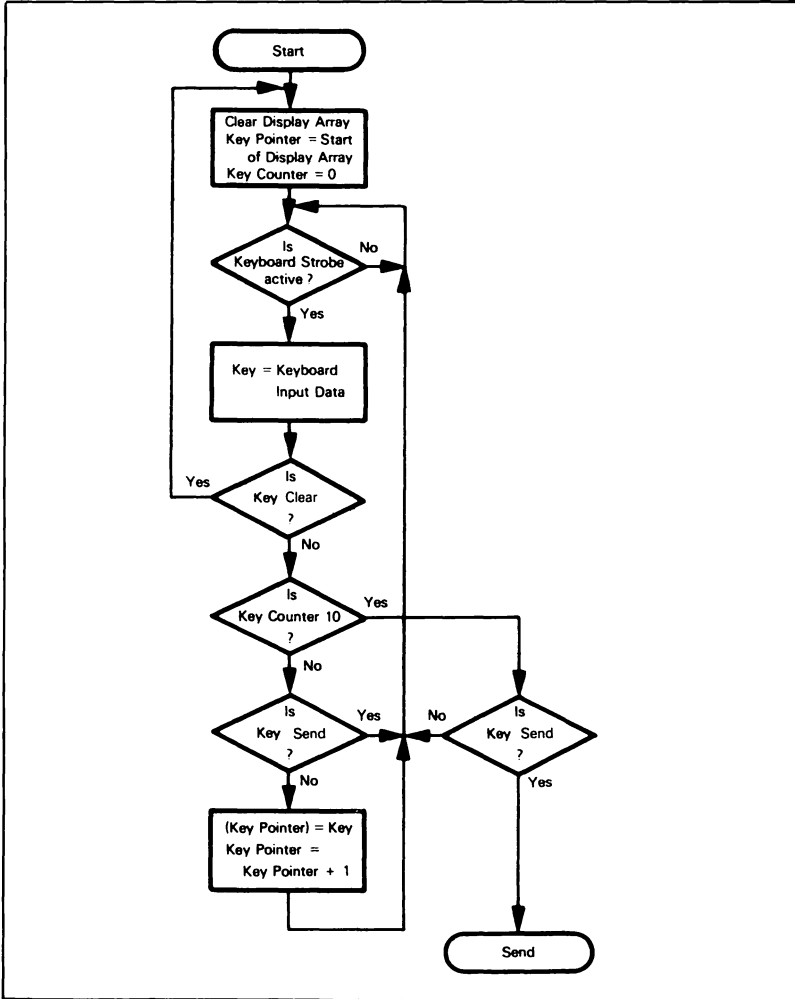 Start
Clear Display Array
Key Pointer = Start
of Display Array
Key Counter = 0
Is
Keyboard Strobe
active ?
No
Yes
Key = Keyboard
Input Data
Is
Key Clear
?
Yes
No
Is
Key Counter 10
?
Yes
No
Is
Key Send
?
Yes
No
Is
Key Send
?
No
Yes
(Key Pointer) = Key
Key Pointer =
Key Pointer + 1
Send